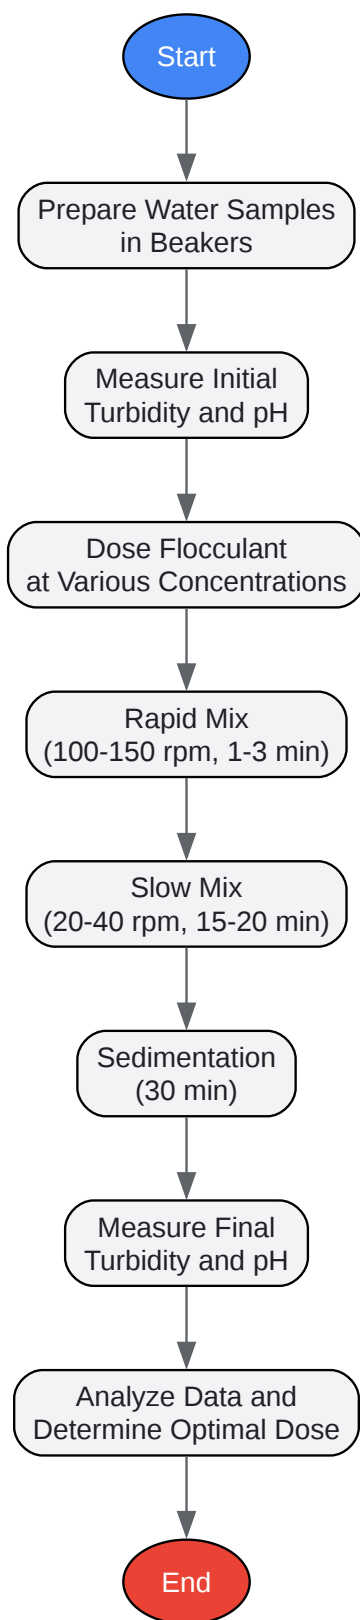 Start
Prepare Water Samples
in Beakers
Measure Initial
Turbidity and pH
Dose Flocculant
at Various Concentrations
Rapid Mix
(100-150 rpm, 1-3 min)
Slow Mix
(20-40 rpm, 15-20 min)
Sedimentation
(30 min)
Measure Final
Turbidity and pH
Analyze Data and
Determine Optimal Dose
End